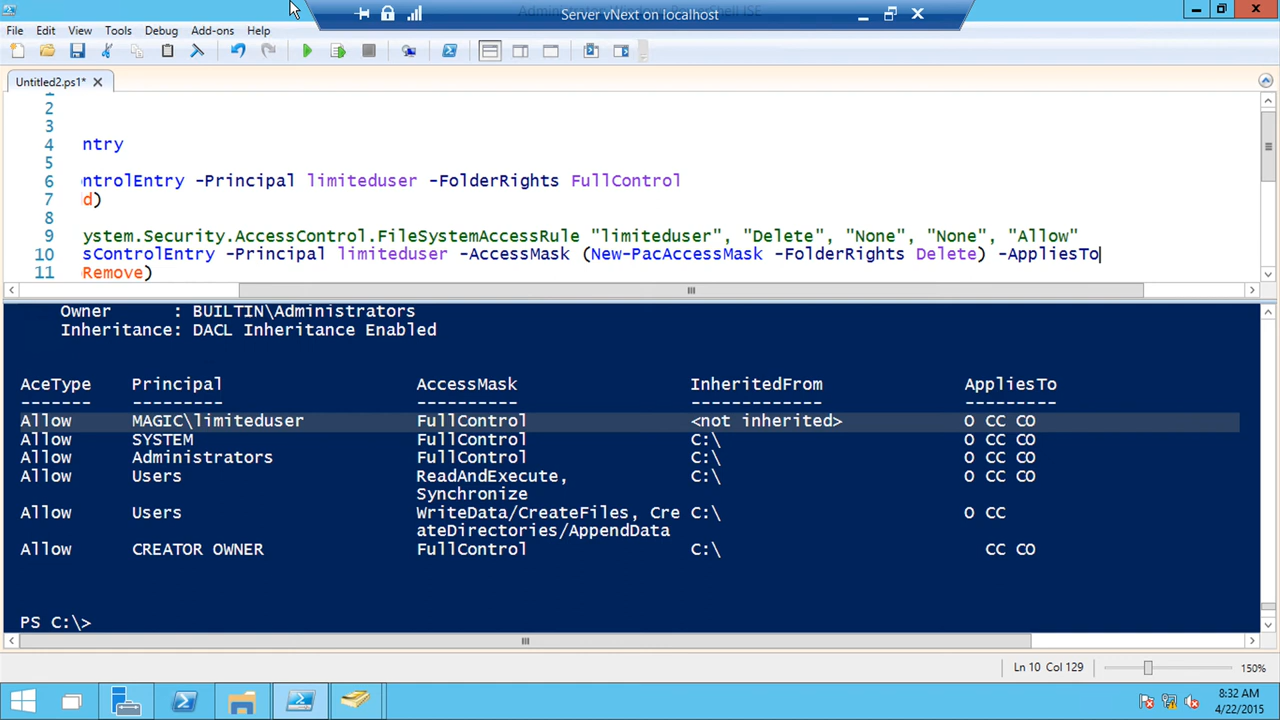 Server vNext on localhost
File Edit View Tools Debug Add-ons Help
Untitled2.ps1* X
1
2
3
4 ntry
5
6 ntrolEntry -Principal limiteduser -FolderRights FullControl
7 d)
8
9 ystem.Security.AccessControl.FileSystemAccessRule "limiteduser", "Delete", "None", "None", "Allow"
10 sControlEntry -Principal limiteduser -AccessMask (New-PacAccessMask -FolderRights Delete) -AppliesTo
11 Remove)
Owner : BUILTIN\Administrators
Inheritance: DACL Inheritance Enabled
AceType Principal AccessMask InheritedFrom AppliesTo
------- --------- ---------- ------------- ---------
Allow MAGIC\limiteduser FullControl <not inherited> O CC CO
Allow SYSTEM FullControl C:\ O CC CO
Allow Administrators FullControl C:\ O CC CO
Allow Users ReadAndExecute, C:\ O CC CO
Synchronize
Allow Users WriteData/CreateFiles, Cre C:\ O CC
ateDirectories/AppendData
Allow CREATOR OWNER FullControl C:\ CC CO
PS C:\>
Ln 10 Col 129 150%
8:32 AM
4/22/2015